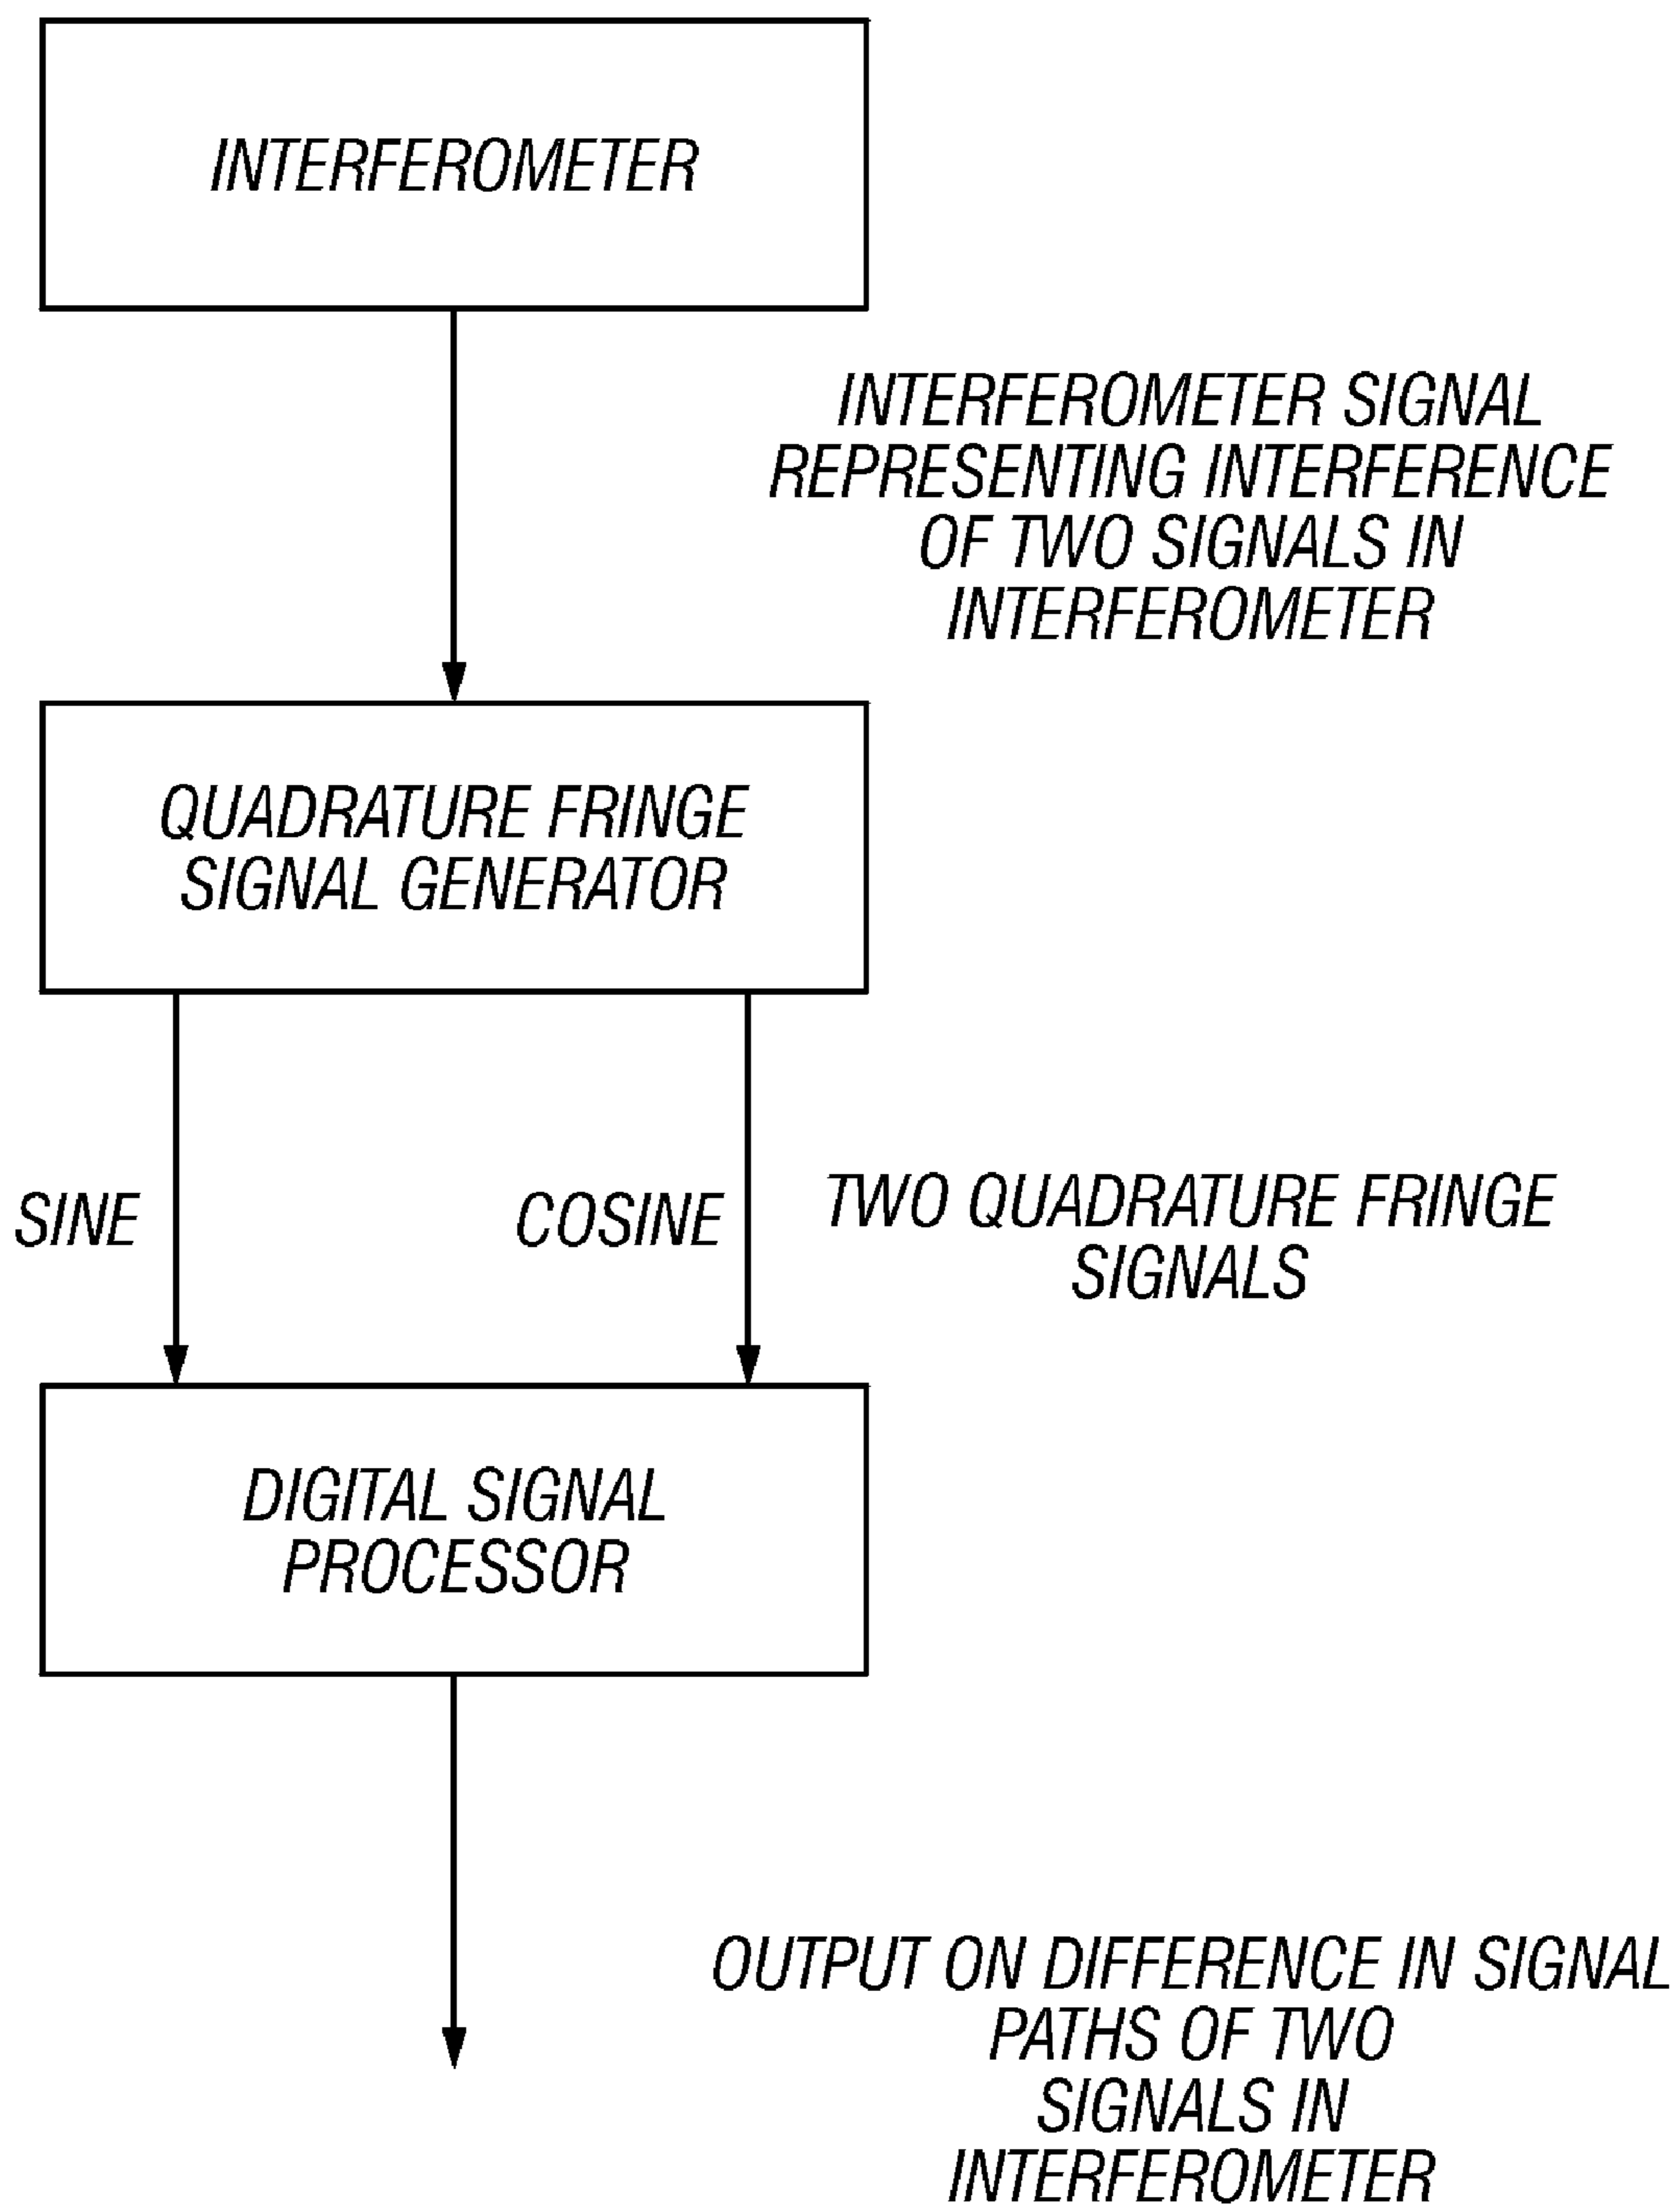 INTERFEROMETER
INTERFEROMETER SIGNAL
REPRESENTING INTERFERENCE
OF TWO SIGNALS IN
INTERFEROMETER
QUADRATURE FRINGE
SIGNAL GENERATOR
SINE
COSINE
TWO QUADRATURE FRINGE
SIGNALS
DIGITAL SIGNAL
PROCESSOR
OUTPUT ON DIFFERENCE IN SIGNAL
PATHS OF TWO
SIGNALS IN
INTERFEROMETER